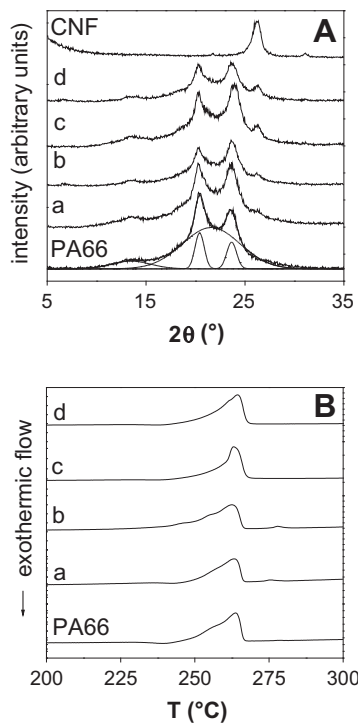 CNF
A
d
c
b
a
PA66
intensity (arbitrary units)
5 15 25 35
2θ (°)
B
d
c
b
a
PA66
← exothermic flow
200 225 250 275 300
T (°C)